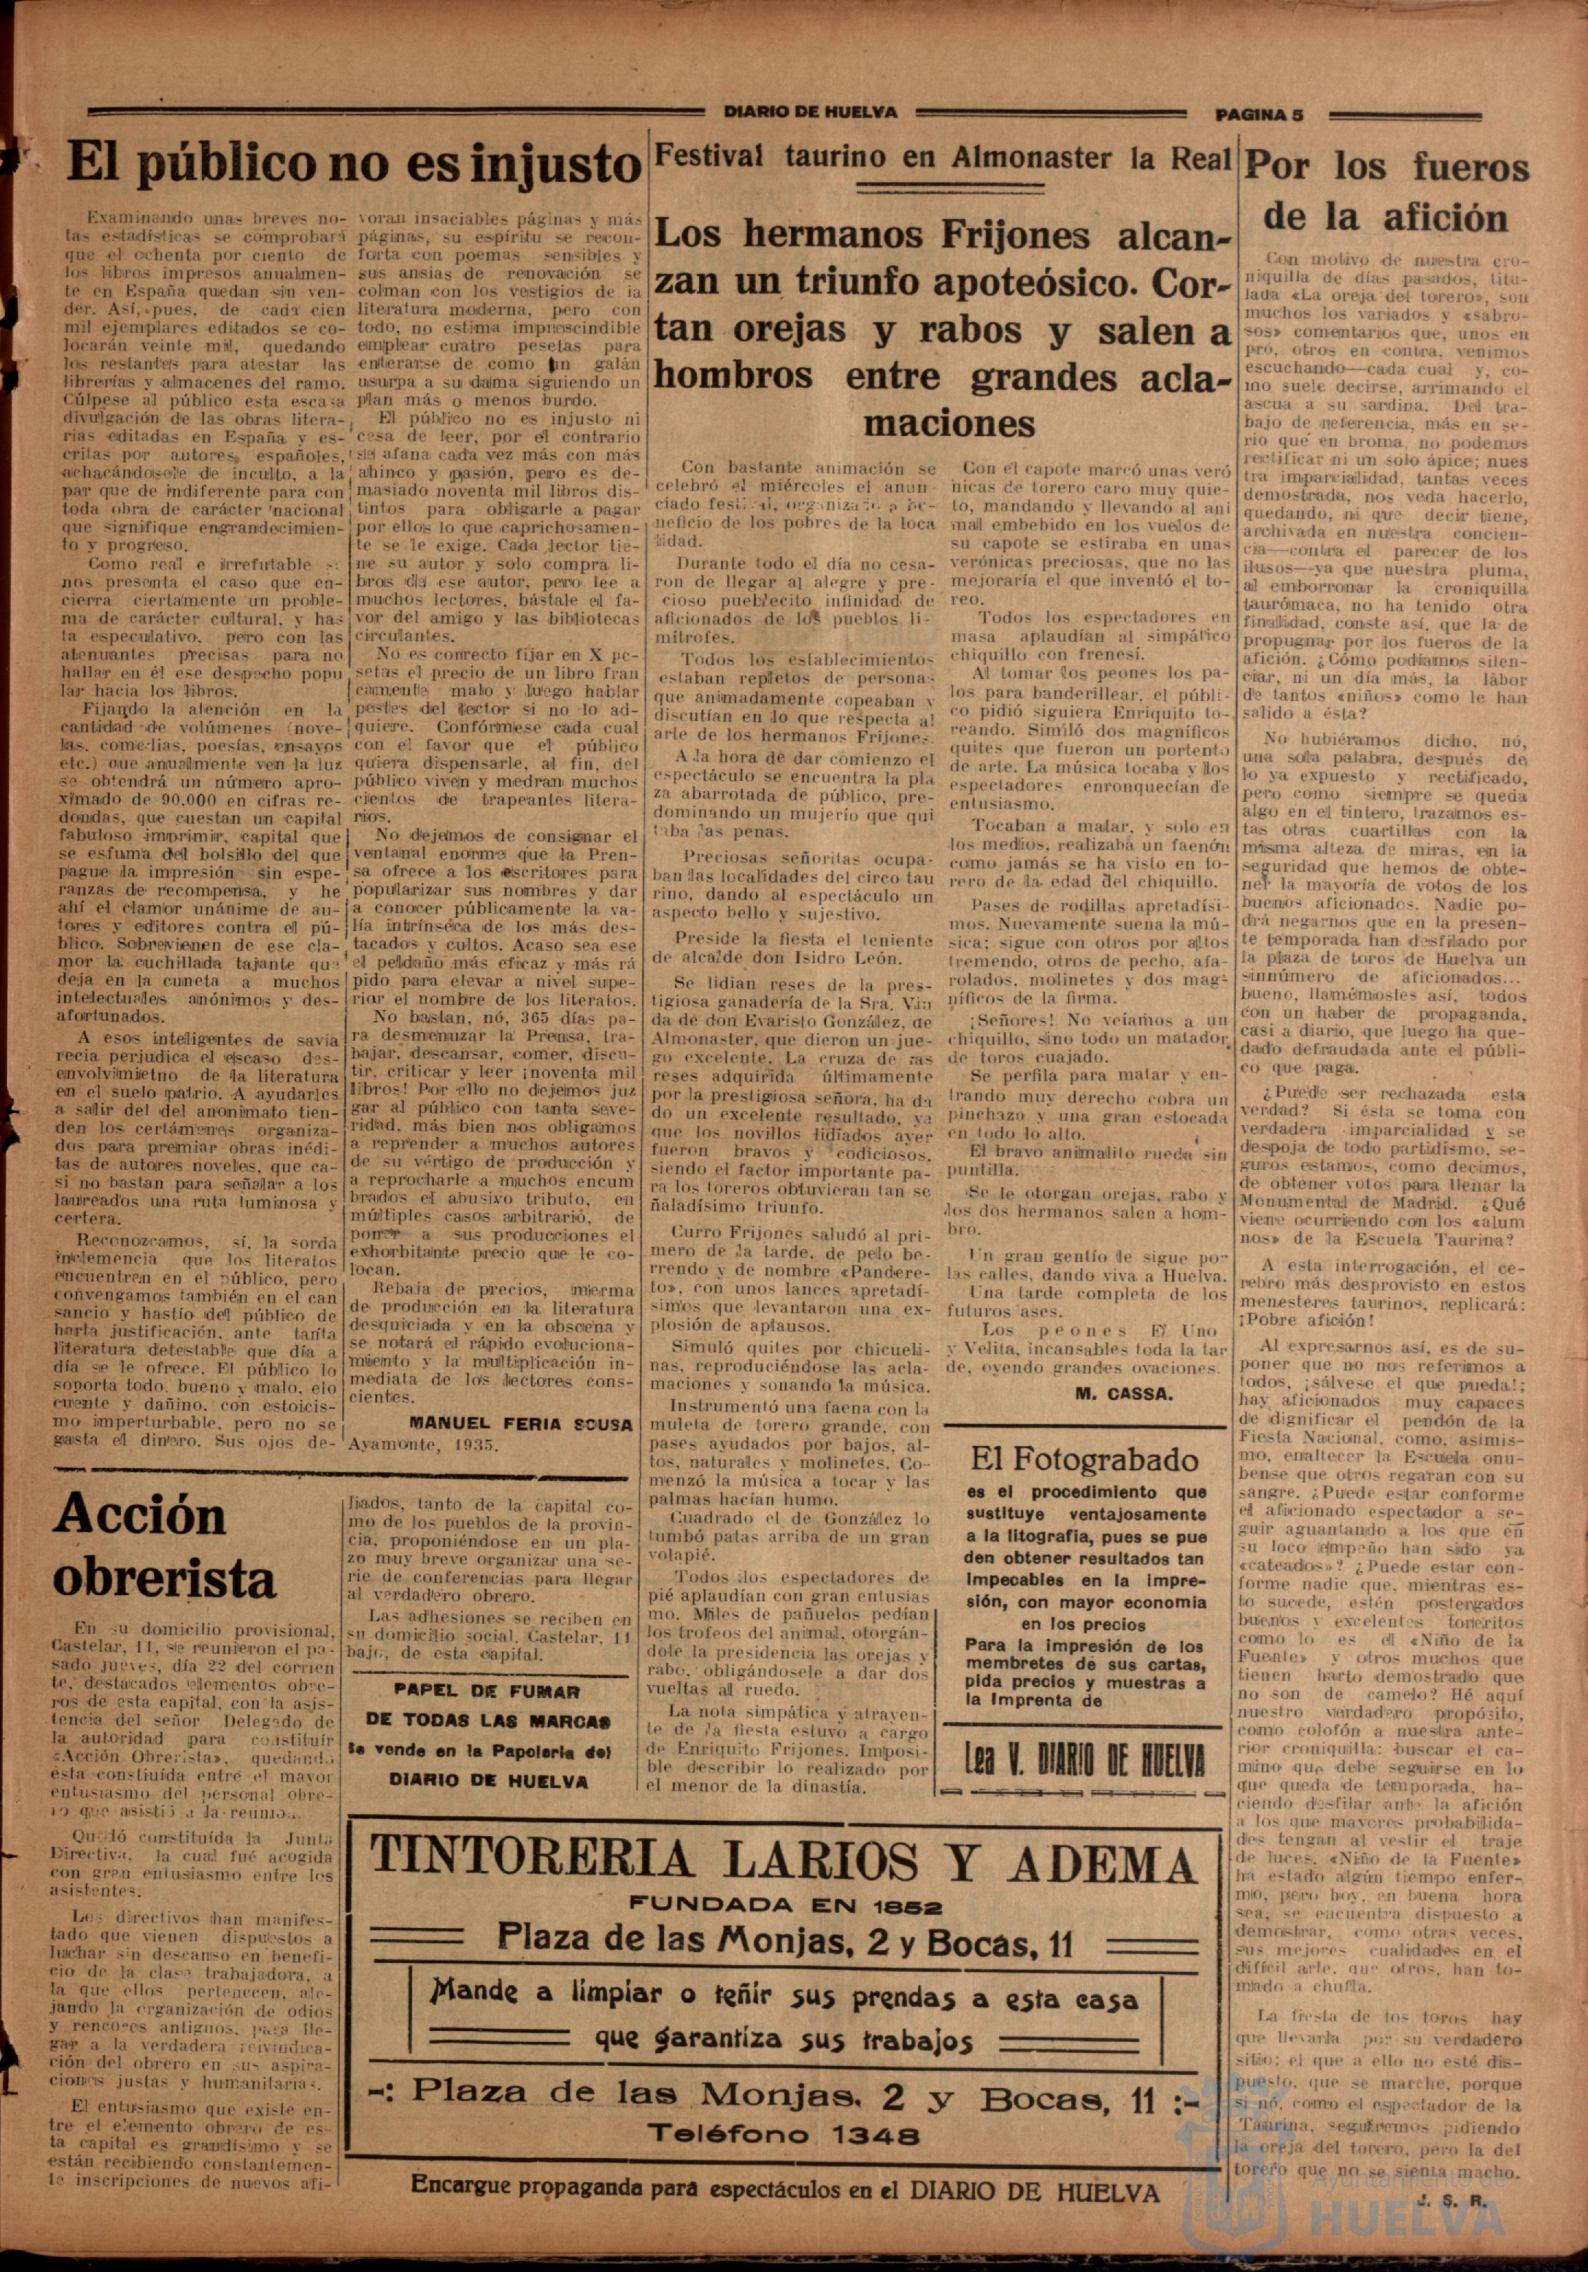 DIARIO DE HUELVA
PAGINA 5
El público no es injusto
Examinando unas breves no-
tas estadísticas se comprobará
que el ochenta por ciento de
los libros impresos anualmen-
te en España quedan sin ven-
der. Así, pues, de cada cien
mil ejemplares editados se co-
locarán veinte mil, quedando
los restantes para atestar las
librerías y almacenes del ramo.
Cúlpese al público esta escasa
divulgación de las obras litera-
rias editadas en España y es-
critas por autores españoles,
achacándosele de inculto, a la
par que de indiferente para con
toda obra de carácter nacional
que signifique engrandecimien-
to y progreso.
Como real e irrefutable se
nos presenta el caso que en-
cierra ciertamente un proble-
ma de carácter cultural, y has
ta especulativo, pero con las
atenuantes precisas para no
hallar en él ese despecho popu
lar hacia los libros.
Fijando la atención en la
cantidad de volúmenes (nove-
las, comedias, poesías, ensayos
etc.) que anualmente ven la luz
se obtendrá un número apro-
ximado de 90.000 en cifras re-
dondas, que cuestan un capital
fabuloso imprimir, capital que
se esfuma del bolsillo del que
pague la impresión sin espe-
ranzas de recompensa, y he
ahí el clamor unánime de au-
tores y editores contra el pú-
blico. Sobrevienen de ese cla-
mor la cuchillada tajante que
deja en la cuneta a muchos
intelectuales anónimos y des-
afortunados.
A esos inteligentes de savia
recia perjudica el escaso des-
envolvimietno de la literatura
en el suelo patrio. A ayudarles
a salir del del anonimato tien-
den los certámenes organiza-
dos para premiar obras inédi-
tas de autores noveles, que ca-
si no bastan para señalar a los
laureados una ruta luminosa y
certera.
Reconozcamos, sí, la sorda
inclemencia que los literatos
encuentren en el público, pero
convengamos también en el can
sancio y hastío del público de
harta justificación, ante tanta
literatura detestable que día a
día se le ofrece. El público lo
soporta todo, bueno y malo, elo
cuente y dañino, con estoicis-
mo imperturbable, pero no se
gasta el dinero. Sus ojos de-
voran insaciables páginas y más
páginas, su espíritu se recon-
forta con poemas sensibles y
sus ansias de renovación se
colman con los vestigios de la
literatura moderna, pero con
todo, no estima imprescindible
emplear cuatro pesetas para
enterarse de como un galán
usurpa a su dama siguiendo un
plan más o menos burdo.
El público no es injusto ni
cesa de leer, por el contrario
se afana cada vez más con más
ahinco y pasión, pero es de-
masiado noventa mil libros dis-
tintos para obligarle a pagar
por ellos lo que caprichosamen-
te se le exige. Cada lector tie-
ne su autor y solo compra li-
bros de ese autor, pero lee a
muchos lectores, bástale el fa-
vor del amigo y las bibliotecas
circulantes.
No es correcto fijar en X pe-
setas el precio de un libro fran
camente malo y luego hablar
pestes del lector si no lo ad-
quiere. Confórmese cada cual
con el favor que el público
quiera dispensarle, al fin, del
público viven y medran muchos
cientos de trapeantes litera-
rios.
No dejemos de consignar el
ventanal enorme que la Pren-
sa ofrece a los escritores para
popularizar sus nombres y dar
a conocer públicamente la va-
lía intrínseca de los más des-
tacados y cultos. Acaso sea ese
el peldaño más eficaz y más rá
pido para elevar a nivel supe-
rior el nombre de los literatos.
No bastan, nó, 365 días pa-
ra desmenuzar la Prensa, tra-
bajar, descansar, comer, discu-
tir, criticar y leer ¡noventa mil
libros! Por ello no dejemos juz
gar al público con tanta seve-
ridad, más bien nos obligamos
a reprender a muchos autores
de su vértigo de producción y
a reprocharle a muchos encum
brados el abusivo tributo, en
múltiples casos arbitrario, de
poner a sus producciones el
exhorbitante precio que le co-
locan.
Rebaja de precios, merma
de producción en la literatura
desquiciada y en la obscena y
se notará el rápido evoluciona-
miento y la multiplicación in-
mediata de los lectores cons-
cientes.
MANUEL FERIA SOUSA
Ayamonte, 1935.
Acción
obrerista
En su domicilio provisional,
Castelar, 11, se reunieron el pa-
sado jueves, día 22 del corrien
te, destacados elementos obre-
ros de esta capital, con la asis-
tencia del señor Delegado de
la autoridad para constituír
«Acción Obrerista», quedando
ésta constiuída entre el mayor
entusiasmo del personal obre-
ro que asistió a la reunión.
Quedó constituída la Junta
Directiva, la cual fué acogida
con gran entusiasmo entre los
asistentes.
Los directivos han manifes-
tado que vienen dispuestos a
luchar sin descanso en benefi-
cio de la clase trabajadora, a
la que ellos pertenecen, ale-
jando la organización de odios
y rencores antiguos, para lle-
gar a la verdadera reivindica-
ción del obrero en sus aspira-
ciones justas y humanitarias.
El entusiasmo que existe en-
tre el elemento obrero de es-
ta capital es grandísimo y se
están recibiendo constantemen-
te inscripciones de nuevos afi-
liados, tanto de la capital co-
mo de los pueblos de la provin-
cia, proponiéndose en un pla-
zo muy breve organizar una se-
rie de conferencias para llegar
al verdadero obrero.
Las adhesiones se reciben en
su domicilio social, Castelar, 11
bajo, de esta capital.
PAPEL DE FUMAR
DE TODAS LAS MARCAS
Se vende en la Papelería del
DIARIO DE HUELVA
Festival taurino en Almonaster la Real
Los hermanos Frijones alcan-
zan un triunfo apoteósico. Cor-
tan orejas y rabos y salen a
hombros entre grandes acla-
maciones
Con bastante animación se
celebró el miércoles el anun-
ciado festival, organizado a be-
neficio de los pobres de la loca
lidad.
Durante todo el día no cesa-
ron de llegar al alegre y pre-
cioso pueblecito infinidad de
aficionados de los pueblos li-
mítrofes.
Todos los establecimientos
estaban repletos de personas
que animadamente copeaban y
discutían en lo que respecta al
arte de los hermanos Frijones.
A la hora de dar comienzo el
espectáculo se encuentra la pla
za abarrotada de público, pre-
dominando un mujerío que qui
taba las penas.
Preciosas señoritas ocupa-
ban las localidades del circo tau
rino, dando al espectáculo un
aspecto bello y sujestivo.
Preside la fiesta el teniente
de alcalde don Isidro León.
Se lidian reses de la pres-
tigiosa ganadería de la Sra. Viu
da de don Evaristo González, de
Almonaster, que dieron un jue-
go excelente. La cruza de las
reses adquirida últimamente
por la prestigiosa señora, ha da
do un excelente resultado, ya
que los novillos lidiados ayer
fueron bravos y codiciosos,
siendo el factor importante pa-
ra los toreros obtuvieran tan se
ñaladísimo triunfo.
Curro Frijones saludó al pri-
mero de la tarde, de pelo be-
rrendo y de nombre «Pandere-
to», con unos lances apretadí-
simos que levantaron una ex-
plosión de aplausos.
Simuló quites por chicueli-
nas, reproduciéndose las acla-
maciones y sonando la música.
Instrumentó una faena con la
muleta de torero grande, con
pases ayudados por bajos, al-
tos, naturales y molinetes. Co-
menzó la música a tocar y las
palmas hacían humo.
Cuadrado el de González lo
tumbó patas arriba de un gran
volapié.
Todos los espectadores de
pié aplaudían con gran entusias
mo. Miles de pañuelos pedían
los trofeos del animal, otorgán-
dole la presidencia las orejas y
rabo, obligándosele a dar dos
vueltas al ruedo.
La nota simpática y atrayen-
te de la fiesta estuvo a cargo
de Enriquito Frijones. Imposi-
ble describir lo realizado por
el menor de la dinastía.
Con el capote marcó unas veró
nicas de torero caro muy quie-
to, mandando y llevando al ani
mal embebido en los vuelos de
su capote se estiraba en unas
verónicas preciosas, que no las
mejoraría el que inventó el to-
reo.
Todos los espectadores en
masa aplaudían al simpático
chiquillo con frenesí.
Al tomar los peones los pa-
los para banderillear, el públi-
co pidió siguiera Enriquito to-
reando. Similó dos magníficos
quites que fueron un portento
de arte. La música tocaba y los
espectadores enronquecían de
entusiasmo.
Tocaban a matar, y solo en
los medios, realizaba un faenón
como jamás se ha visto en to-
rero de la edad del chiquillo.
Pases de rodillas apretadísi-
mos. Nuevamente suena la mú-
sica; sigue con otros por altos
tremendo, otros de pecho, afa-
rolados, molinetes y dos mag-
níficos de la firma.
¡Señores! No veíamos a un
chiquillo, sino todo un matador
de toros cuajado.
Se perfila para matar y en-
trando muy derecho cobra un
pinchazo y una gran estocada
en todo lo alto.
El bravo animalito rueda sin
puntilla.
Se le otorgan orejas, rabo y
los dos hermanos salen a hom-
bro.
Un gran gentío le sigue por
las calles, dando viva a Huelva.
Una tarde completa de los
futuros ases.
Los peones El Uno
y Velita, incansables toda la tar
de, oyendo grandes ovaciones.
M. CASSA.
El Fotograbado
es el procedimiento que
sustituye ventajosamente
a la litografía, pues se pue
den obtener resultados tan
impecables en la impre-
sión, con mayor economía
en los precios
Para la impresión de los
membretes de sus cartas,
pida precios y muestras a
la Imprenta de
Lea V. DIARIO DE HUELVA
Por los fueros
de la afición
Con motivo de nuestra cro-
niquilla de días pasados, titu-
lada «La oreja del torero», son
muchos los variados y «sabro-
sos» comentarios que, unos en
pró, otros en contra, venimos
escuchando—cada cual y, co-
mo suele decirse, arrimando el
ascua a su sardina. Del tra-
bajo de referencia, más en se-
rio que en broma, no podemos
rectificar ni un solo ápice; nues
tra imparcialidad, tantas veces
demostrada, nos veda hacerlo,
quedando, ni que decir tiene,
archivada en nuestra concien-
cia—contra el parecer de los
ilusos—ya que nuestra pluma,
al emborronar la croniquilla
taurómaca, no ha tenido otra
finalidad, conste así, que la de
propugnar por los fueros de la
afición. ¿Cómo podíamos silen-
ciar, ni un día más, la labor
de tantos «niños» como le han
salido a ésta?
No hubiéramos dicho, nó,
una sola palabra, después de
lo ya expuesto y rectificado,
pero como siempre se queda
algo en el tintero, trazamos es-
tas otras cuartillas con la
misma alteza de miras, en la
seguridad que hemos de obte-
ner la mayoría de votos de los
buenos aficionados. Nadie po-
drá negarnos que en la presen-
te temporada han desfilado por
la plaza de toros de Huelva un
sinnúmero de aficionados...
bueno, llamémosles así, todos
con un haber de propaganda,
casi a diario, que luego ha que-
dado defraudada ante el públi-
co que paga.
¿Puede ser rechazada esta
verdad? Si ésta se toma con
verdadera imparcialidad y se
despoja de todo partidismo, se-
guros estamos, como decimos,
de obtener votos para llenar la
Monumental de Madrid. ¿Qué
viene ocurriendo con los «alum
nos» de la Escuela Taurina?
A esta interrogación, el ce-
rebro más desprovisto en estos
menesteres taurinos, replicará:
¡Pobre afición!
Al expresarnos así, es de su-
poner que no nos referimos a
todos, ¡sálvese el que pueda!;
hay aficionados muy capaces
de dignificar el pendón de la
Fiesta Nacional, como, asimis-
mo, enaltecer la Escuela onu-
bense que otros regaran con su
sangre. ¿Puede estar conforme
el aficionado espectador a se-
guir aguantando a los que en
su loco empeño han sido ya
«cateados»? ¿Puede estar con-
forme nadie que, mientras es-
to sucede, estén postergados
buenos y excelentes toreritos
como lo es el «Niño de la
Fuente» y otros muchos que
tienen harto demostrado que
no son de camelo? Hé aquí
nuestro verdadero propósito,
como colofón a nuestra ante-
rior croniquilla: buscar el ca-
mino que debe seguirse en lo
que queda de temporada, ha-
ciendo desfilar ante la afición
a los que mayores probabilida-
des tengan al vestir el traje
de luces. «Niño de la Fuente»
ha estado algún tiempo enfer-
mo, pero hoy, en buena hora
sea, se encuentra dispuesto a
demostrar, como otras veces,
sus mejores cualidades en el
difícil arte, que otros, han to-
mado a chufla.
La fiesta de los toros hay
que llevarla por su verdadero
sitio; el que a ello no esté dis-
puesto, que se marche, porque
si nó, como el espectador de la
Taurina, seguiremos pidiendo
la oreja del torero, pero la del
torero que no se sienta macho.
J. S. R.
TINTORERIA LARIOS Y ADEMA
FUNDADA EN 1852
Plaza de las Monjas, 2 y Bocas, 11
Mande a limpiar o teñir sus prendas a esta casa
que garantiza sus trabajos
-: Plaza de las Monjas, 2 y Bocas, 11 :-
Teléfono 1348
Encargue propaganda para espectáculos en el DIARIO DE HUELVA
Ayuntamiento de
HUELVA